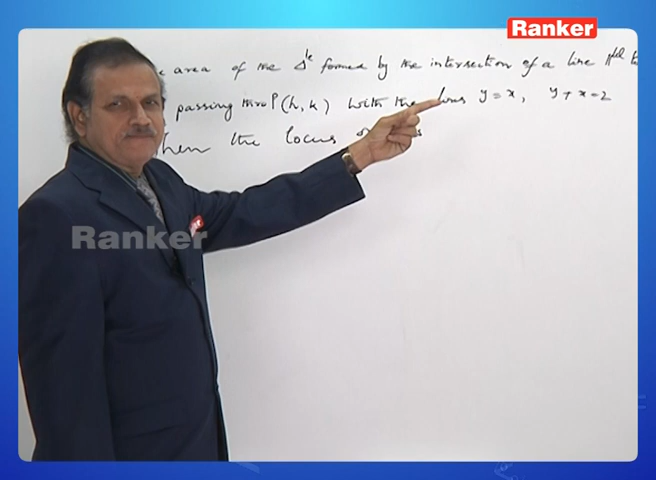 Ranker
area of the Δle formed by the intersection of a line
passing thro P(h, k) with the lines y = x, y + x = 2
then the locus
Ranker